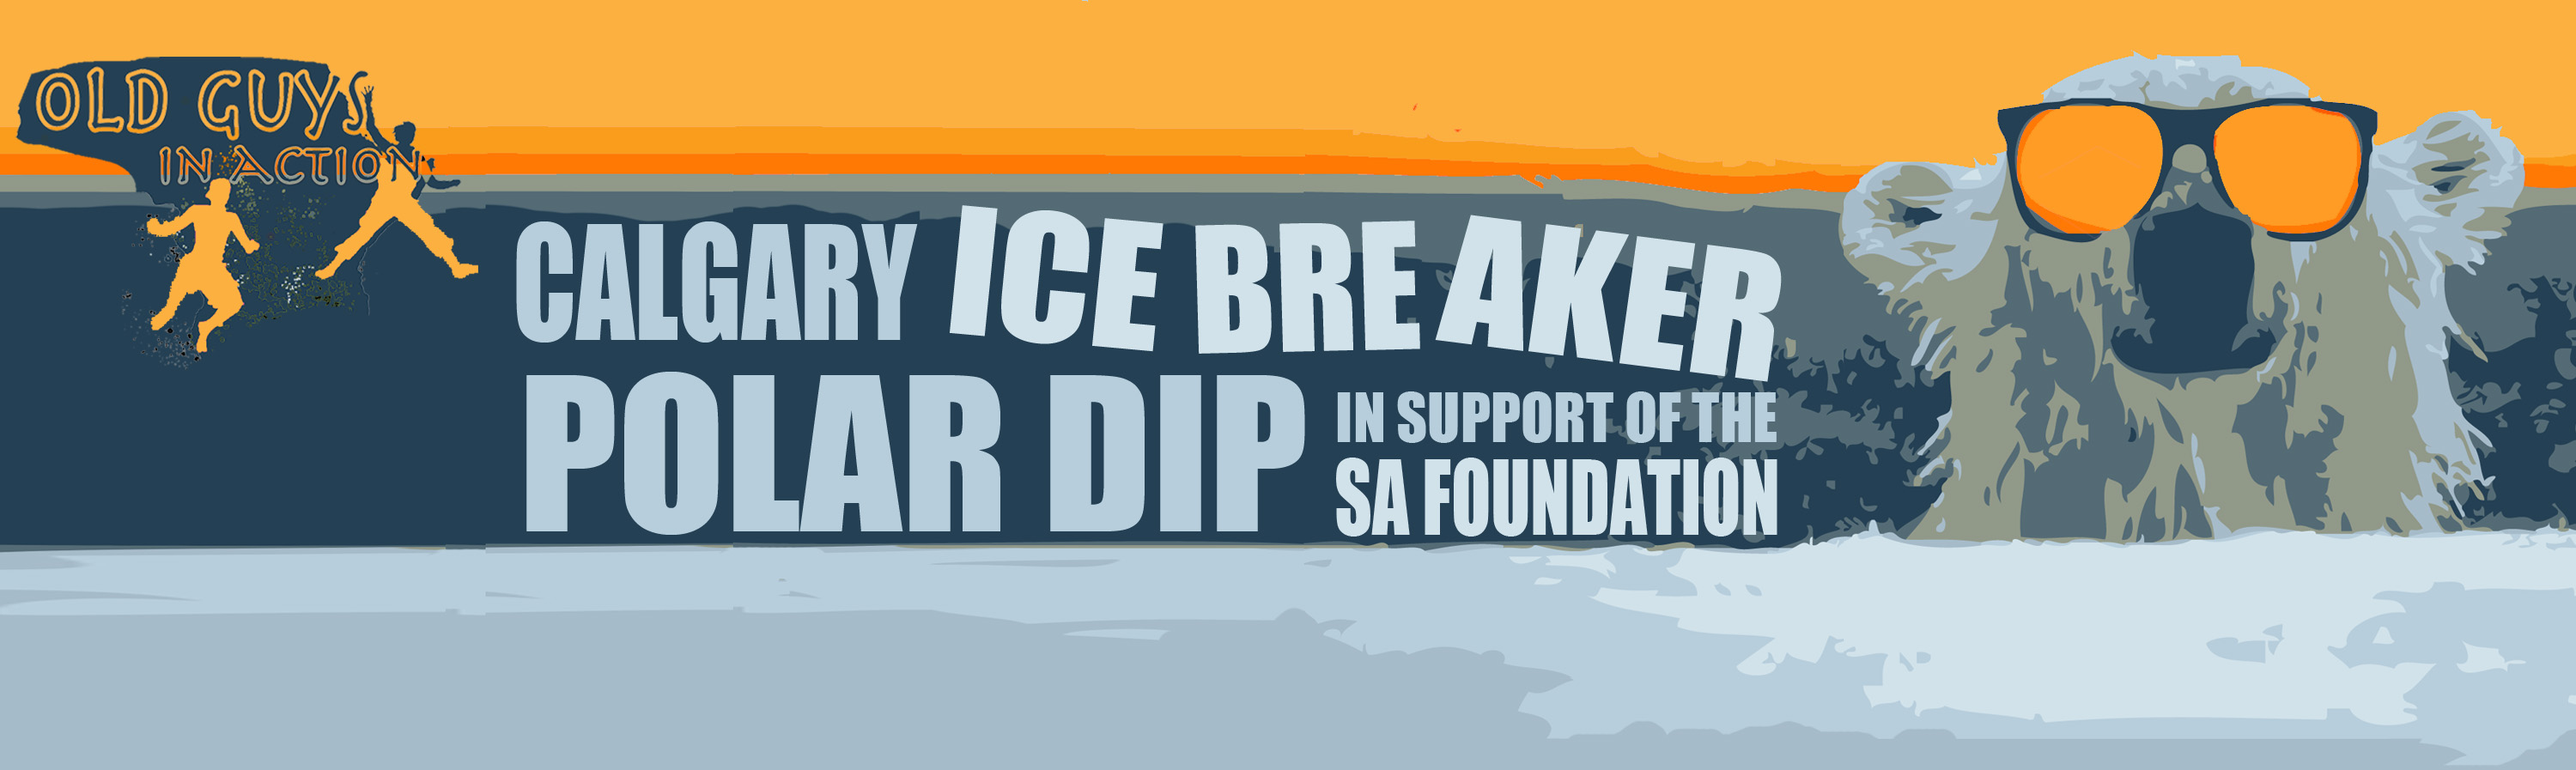 OLD GUYS
IN ACTION
CALGARY ICE BREAKER
POLAR DIP
IN SUPPORT OF THE
SA FOUNDATION